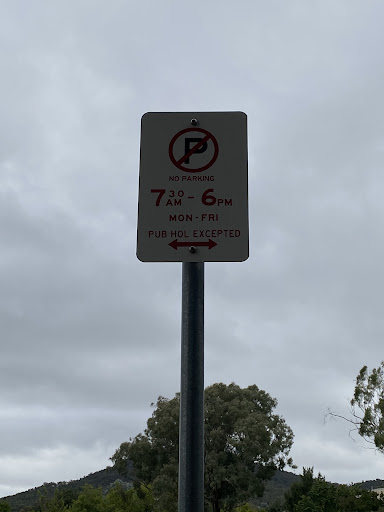 P
NO PARKING
7 30 AM - 6 PM
MON - FRI
PUB HOL EXCEPTED